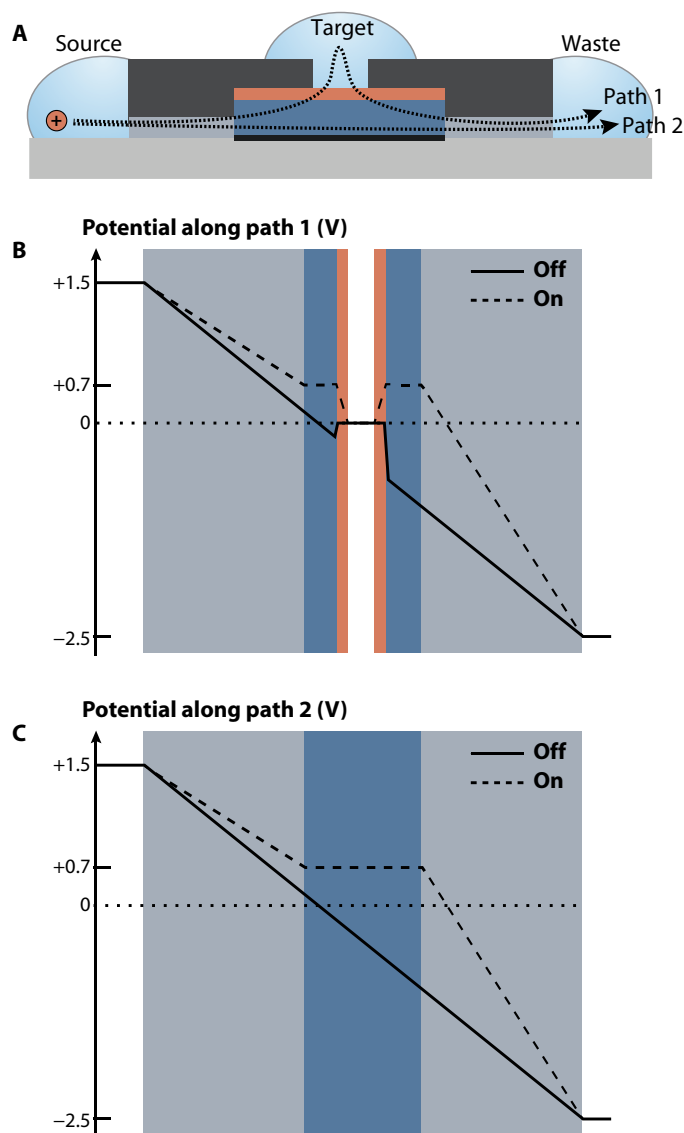 A
Source
Target
Waste
+
Path 1
Path 2
Potential along path 1 (V)
B
Off
On
+1.5
+0.7
0
−2.5
Potential along path 2 (V)
C
Off
On
+1.5
+0.7
0
−2.5